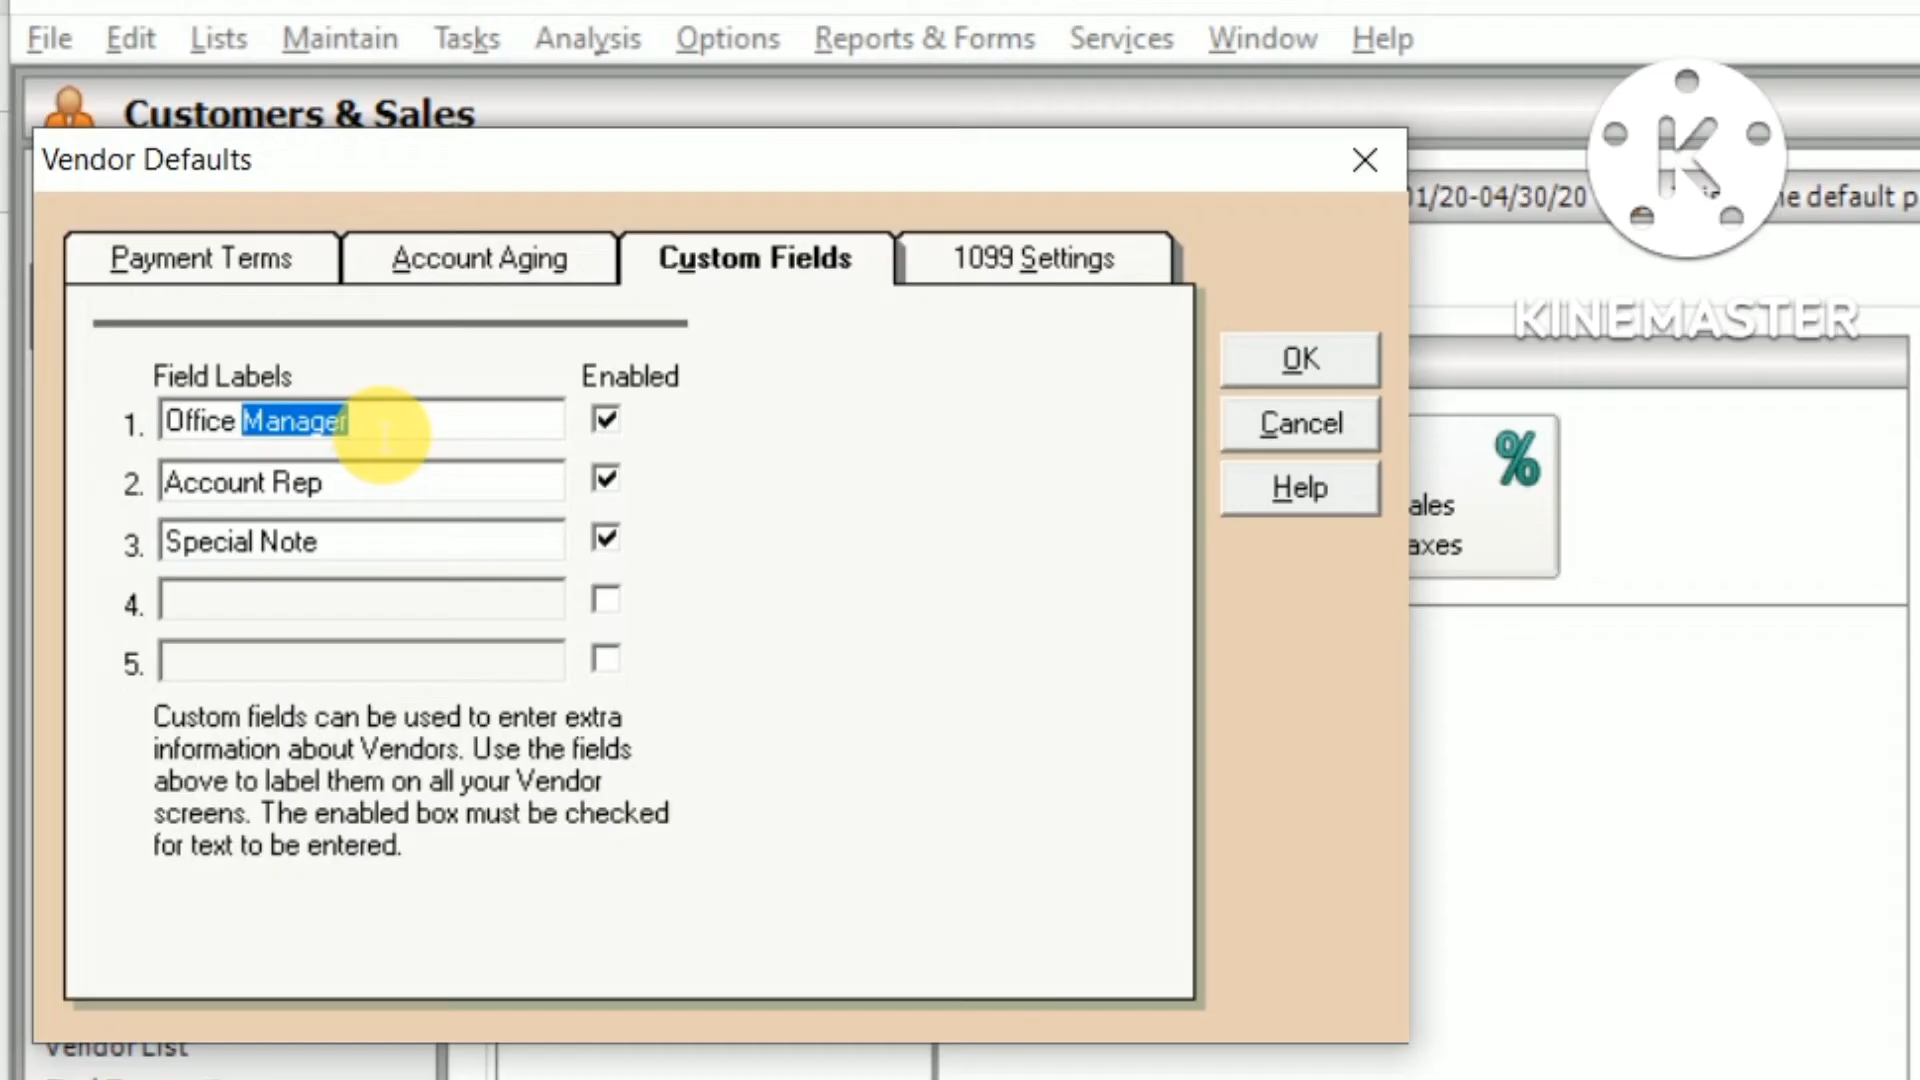 File Edit Lists Maintain Tasks Analysis Options Reports & Forms Services Window Help
Customers & Sales
Vendor Defaults
01/20-04/30/20
default p
K
KINEMASTER
Payment Terms Account Aging Custom Fields 1099 Settings
Field Labels Enabled
1. Office Manager
2. Account Rep
3. Special Note
4.
5.
Custom fields can be used to enter extra
information about Vendors. Use the fields
above to label them on all your Vendor
screens. The enabled box must be checked
for text to be entered.
OK
Cancel
Help
%
ales
axes
Vendor List